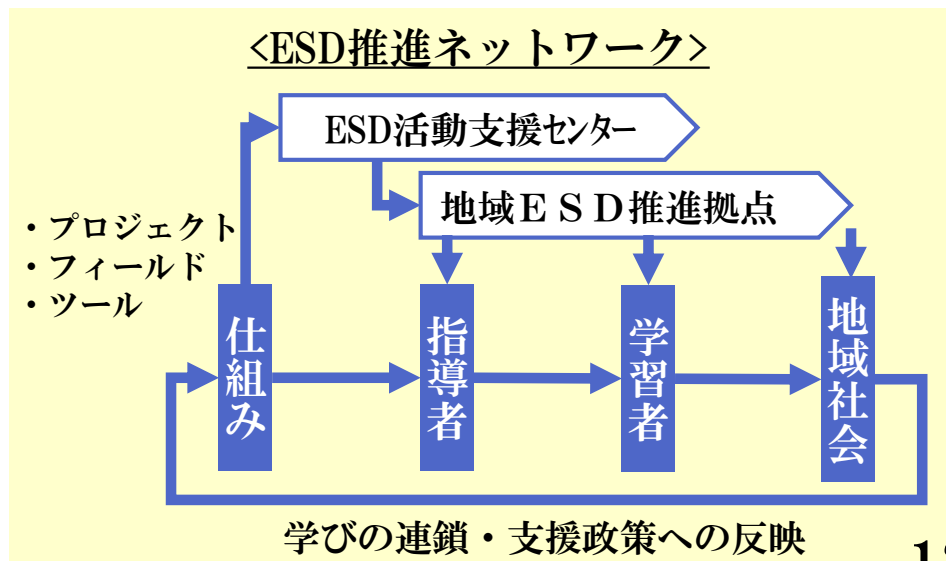 <ESD推進ネットワーク>
ESD活動支援センター
地域ESD推進拠点
・プロジェクト
・フィールド
・ツール
仕組み
指導者
学習者
地域社会
学びの連鎖・支援政策への反映